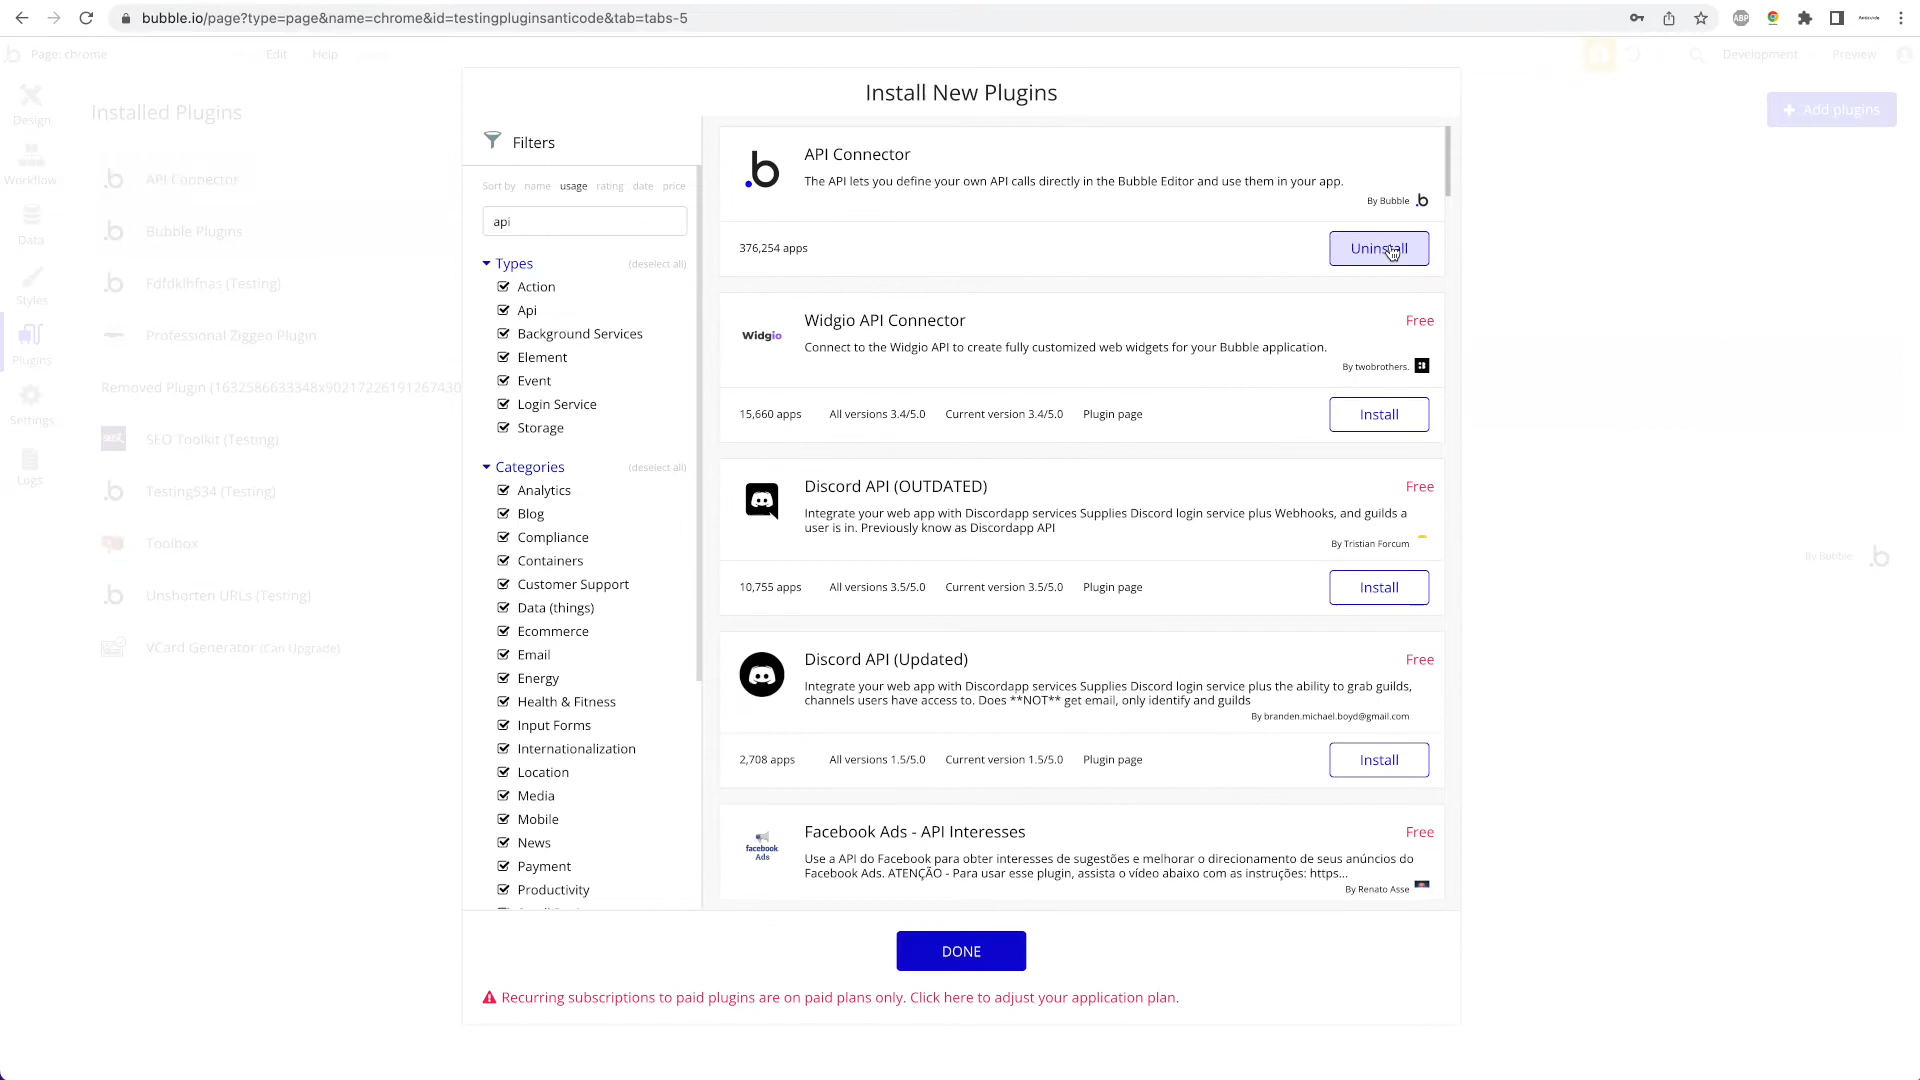 bubble.io/page?type=page&name=chrome&id=testingpluginsanticode&tab=tabs-5
ABP
Page: chrome
Edit
Help
Development
Preview
Design
Workflow
Data
Styles
Plugins
Settings
Logs
Installed Plugins
+ Add plugins
API Connector
Bubble Plugins
Fdfdklhfnas (Testing)
Professional Ziggeo Plugin
Removed Plugin (1632586633348x90217226191267430
SEO Toolkit (Testing)
Testing534 (Testing)
Toolbox
Unshorten URLs (Testing)
VCard Generator (Can Upgrade)
By Bubble
Install New Plugins
Filters
Sort by name usage rating date price
api
Types (deselect all)
Action
Api
Background Services
Element
Event
Login Service
Storage
Categories (deselect all)
Analytics
Blog
Compliance
Containers
Customer Support
Data (things)
Ecommerce
Email
Energy
Health & Fitness
Input Forms
Internationalization
Location
Media
Mobile
News
Payment
Productivity
API Connector
The API lets you define your own API calls directly in the Bubble Editor and use them in your app.
By Bubble
376,254 apps
Uninstall
Widgio
Widgio API Connector
Free
Connect to the Widgio API to create fully customized web widgets for your Bubble application.
By twobrothers.
15,660 apps All versions 3.4/5.0 Current version 3.4/5.0 Plugin page
Install
Discord API (OUTDATED)
Free
Integrate your web app with Discordapp services Supplies Discord login service plus Webhooks, and guilds a
user is in. Previously know as Discordapp API
By Tristian Forcum
10,755 apps All versions 3.5/5.0 Current version 3.5/5.0 Plugin page
Install
Discord API (Updated)
Free
Integrate your web app with Discordapp services Supplies Discord login service plus the ability to grab guilds,
channels users have access to. Does **NOT** get email, only identify and guilds
By branden.michael.boyd@gmail.com
2,708 apps All versions 1.5/5.0 Current version 1.5/5.0 Plugin page
Install
facebook
Ads
Facebook Ads - API Interesses
Free
Use a API do Facebook para obter interesses de sugestões e melhorar o direcionamento de seus anúncios do
Facebook Ads. ATENÇÃO - Para usar esse plugin, assista o vídeo abaixo com as instruções: https...
By Renato Asse
DONE
Recurring subscriptions to paid plugins are on paid plans only. Click here to adjust your application plan.